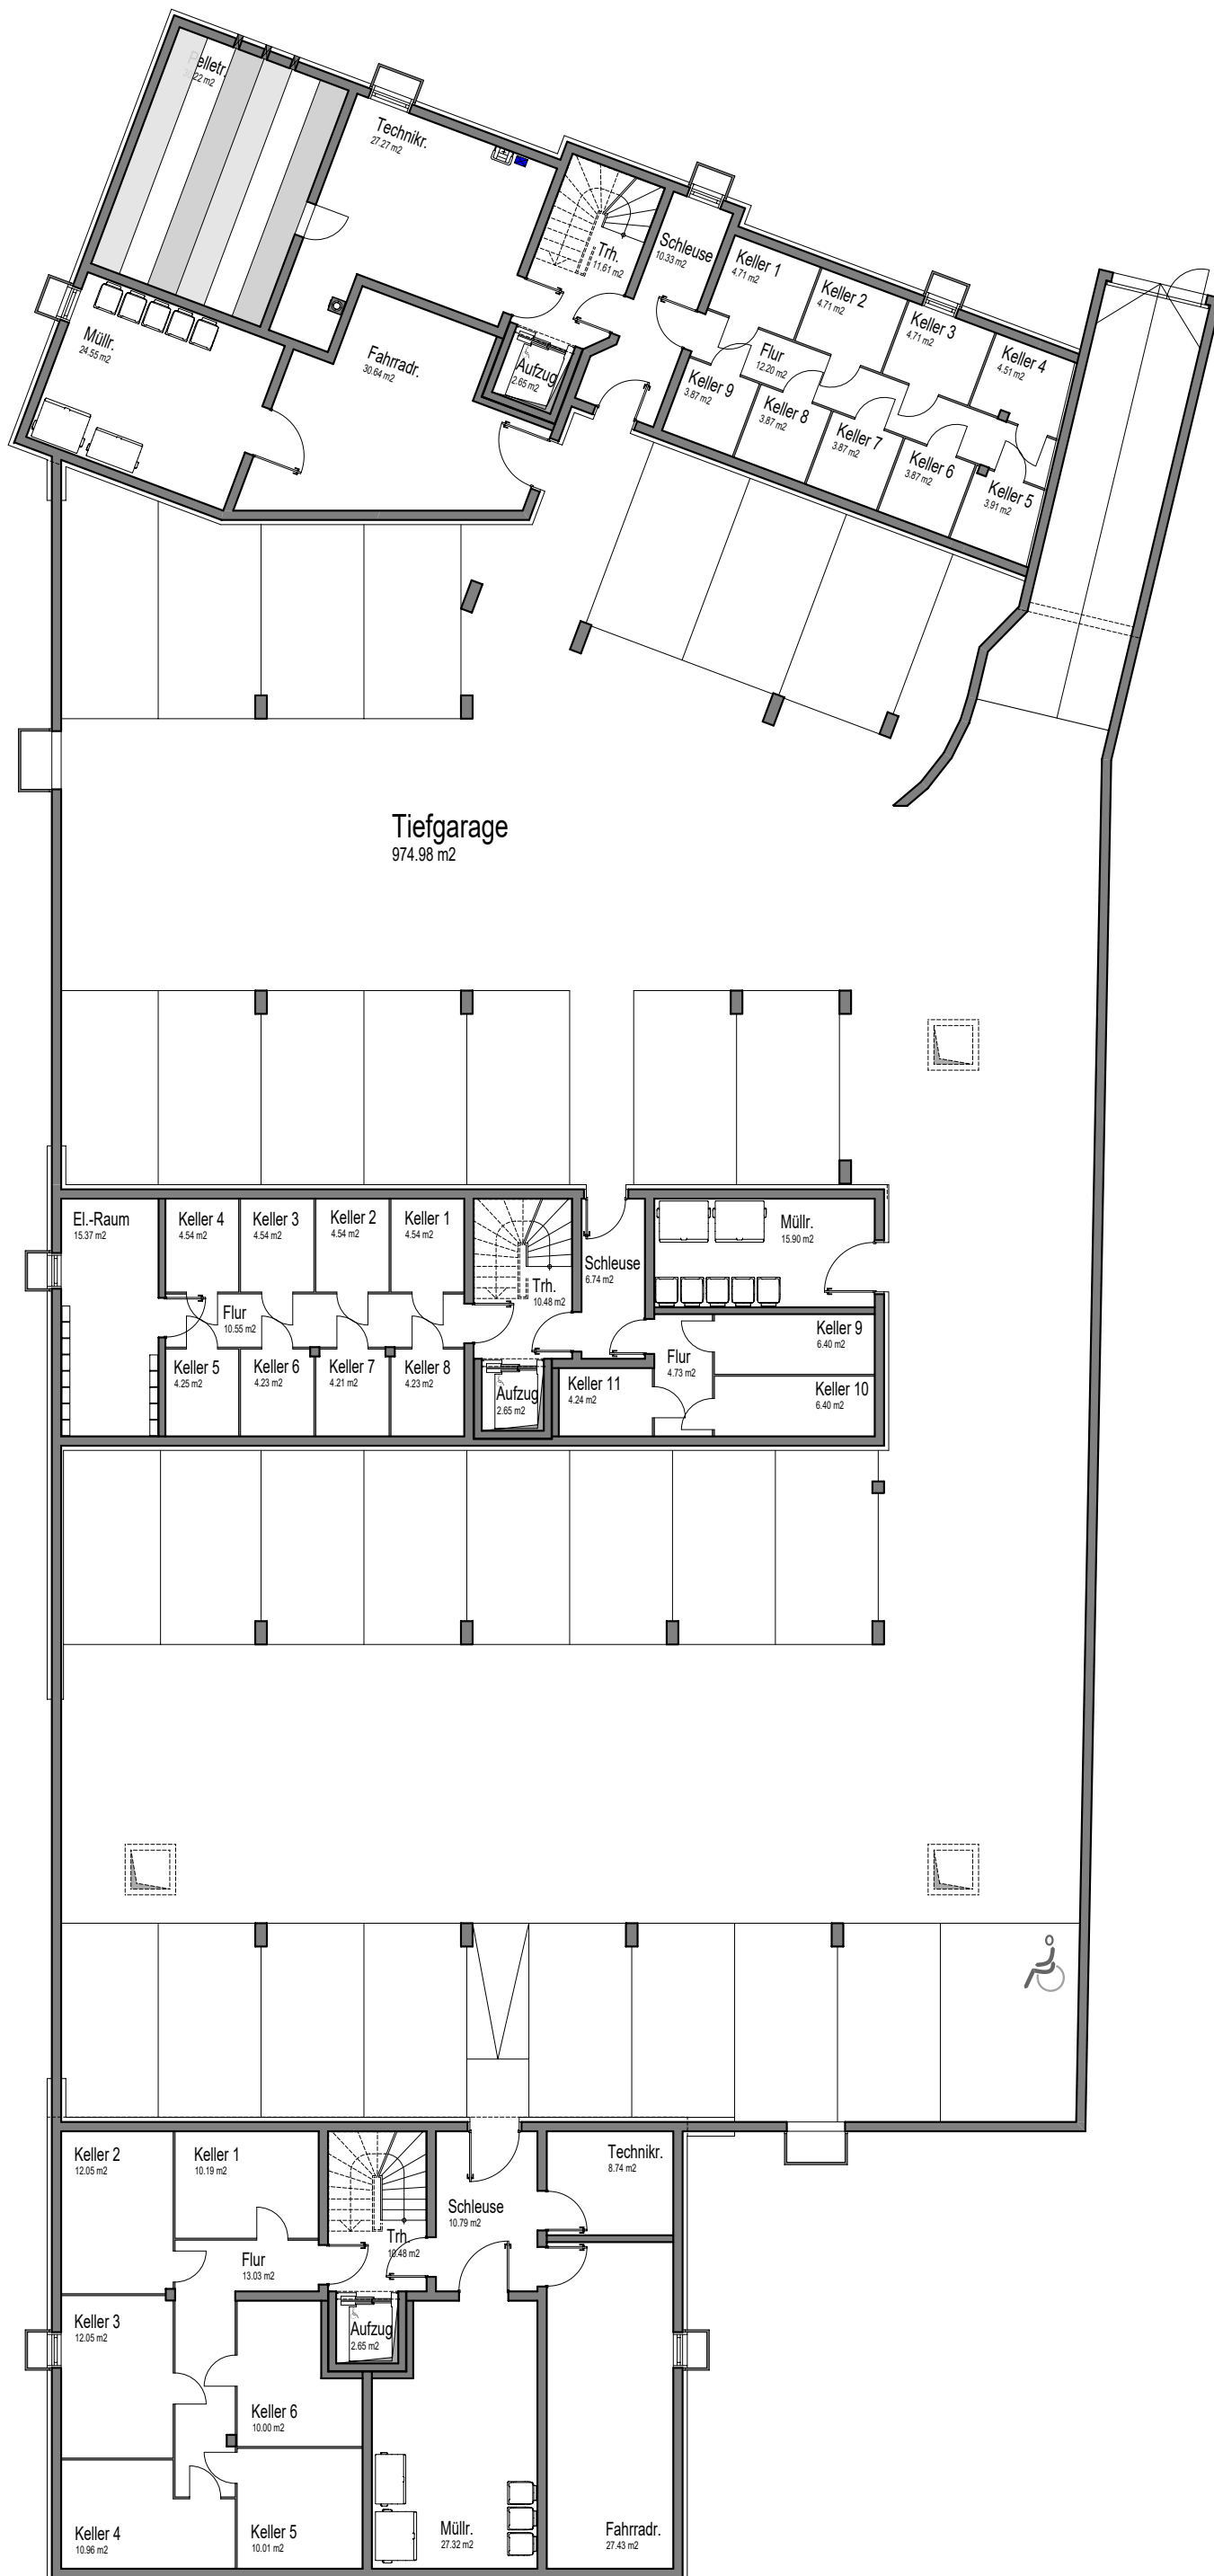 Pelletr.
Technikr.
27.27 m2
Trh.
11.61 m2
Schleuse
10.33 m2
Keller 1
4.71 m2
Keller 2
4.71 m2
Keller 3
4.71 m2
Keller 4
4.51 m2
Müllr.
24.55 m2
Fahrradr.
30.64 m2
Aufzug
2.65 m2
Flur
12.20 m2
Keller 9
3.87 m2
Keller 8
3.87 m2
Keller 7
3.87 m2
Keller 6
3.87 m2
Keller 5
3.91 m2
Tiefgarage
974.98 m2
El.-Raum
15.37 m2
Keller 4
4.54 m2
Keller 3
4.54 m2
Keller 2
4.54 m2
Keller 1
4.54 m2
Trh.
10.48 m2
Schleuse
6.74 m2
Müllr.
15.90 m2
Flur
10.55 m2
Keller 5
4.25 m2
Keller 6
4.23 m2
Keller 7
4.21 m2
Keller 8
4.23 m2
Aufzug
2.65 m2
Keller 11
4.24 m2
Flur
4.73 m2
Keller 9
6.40 m2
Keller 10
6.40 m2
Keller 2
12.05 m2
Keller 1
10.19 m2
Trh.
10.48 m2
Schleuse
10.79 m2
Technikr.
8.74 m2
Flur
13.03 m2
Keller 3
12.05 m2
Aufzug
2.65 m2
Keller 6
10.00 m2
Keller 4
10.96 m2
Keller 5
10.01 m2
Müllr.
27.32 m2
Fahrradr.
27.43 m2